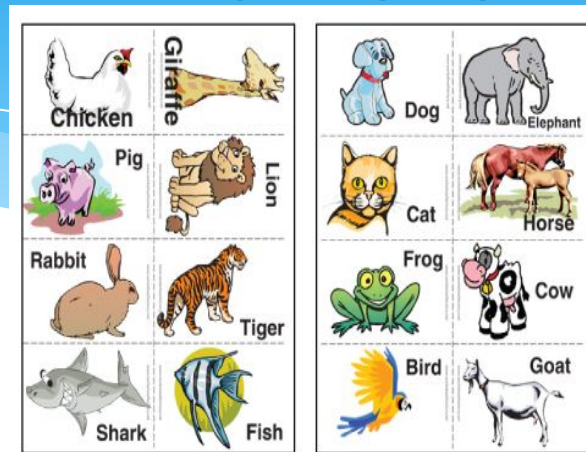 Chicken
Giraffe
Pig
Lion
Rabbit
Tiger
Shark
Fish
Dog
Elephant
Cat
Horse
Frog
Cow
Bird
Goat